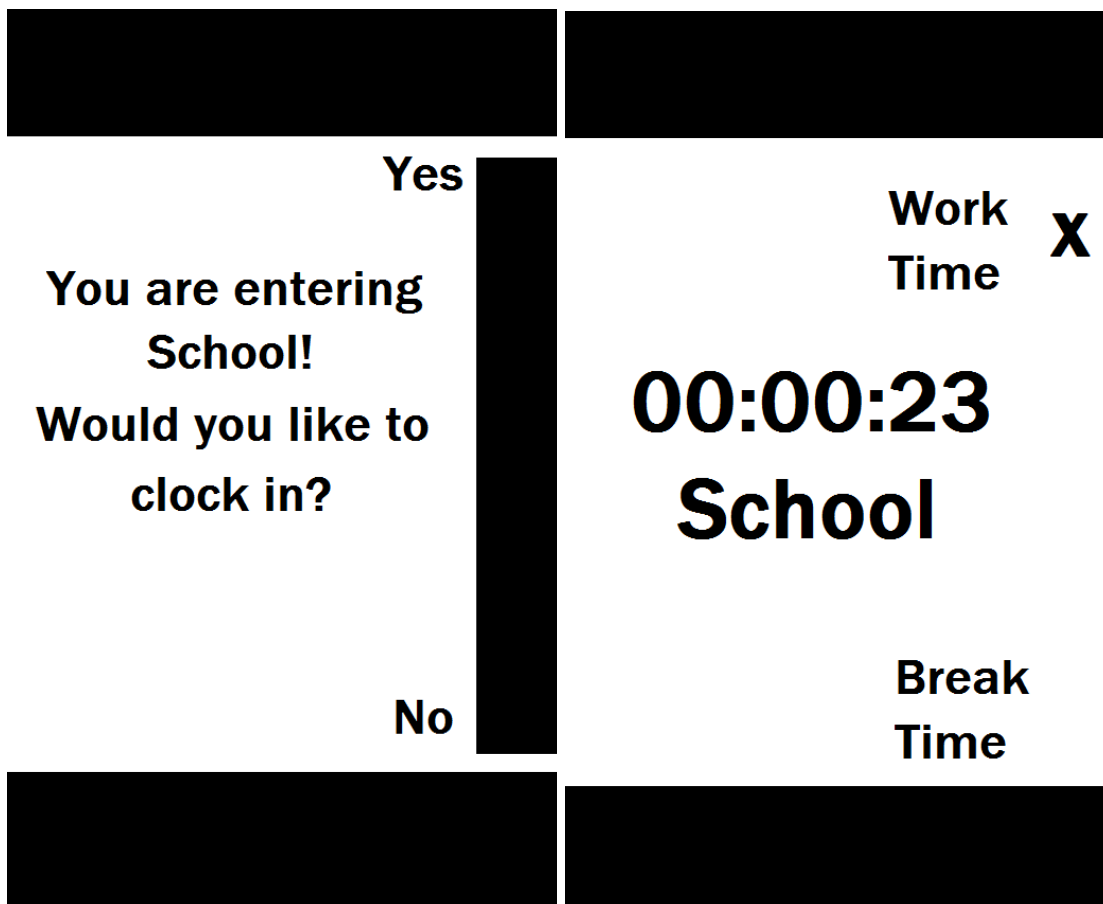 Yes
You are entering
School!
Would you like to
clock in?
No
Work
Time
X
00:00:23
School
Break
Time